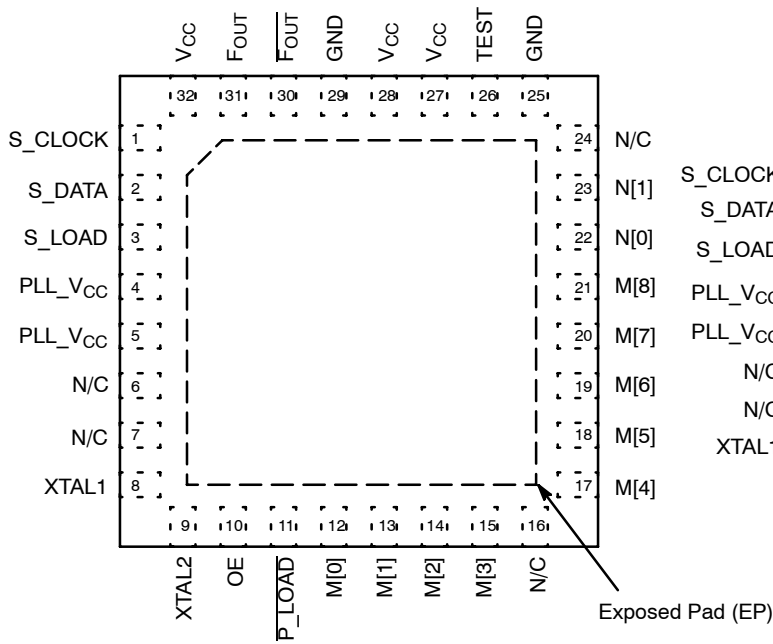 VCC FOUT FOUT GND VCC VCC TEST GND
32 31 30 29 28 27 26 25
S_CLOCK 1 24 N/C
S_DATA 2 23 N[1]
S_LOAD 3 22 N[0]
PLL_VCC 4 21 M[8]
PLL_VCC 5 20 M[7]
N/C 6 19 M[6]
N/C 7 18 M[5]
XTAL1 8 17 M[4]
9 10 11 12 13 14 15 16
XTAL2 OE P_LOAD M[0] M[1] M[2] M[3] N/C
Exposed Pad (EP)
S_CLOCK
S_DATA
S_LOAD
PLL_VCC
PLL_VCC
N/C
N/C
XTAL1